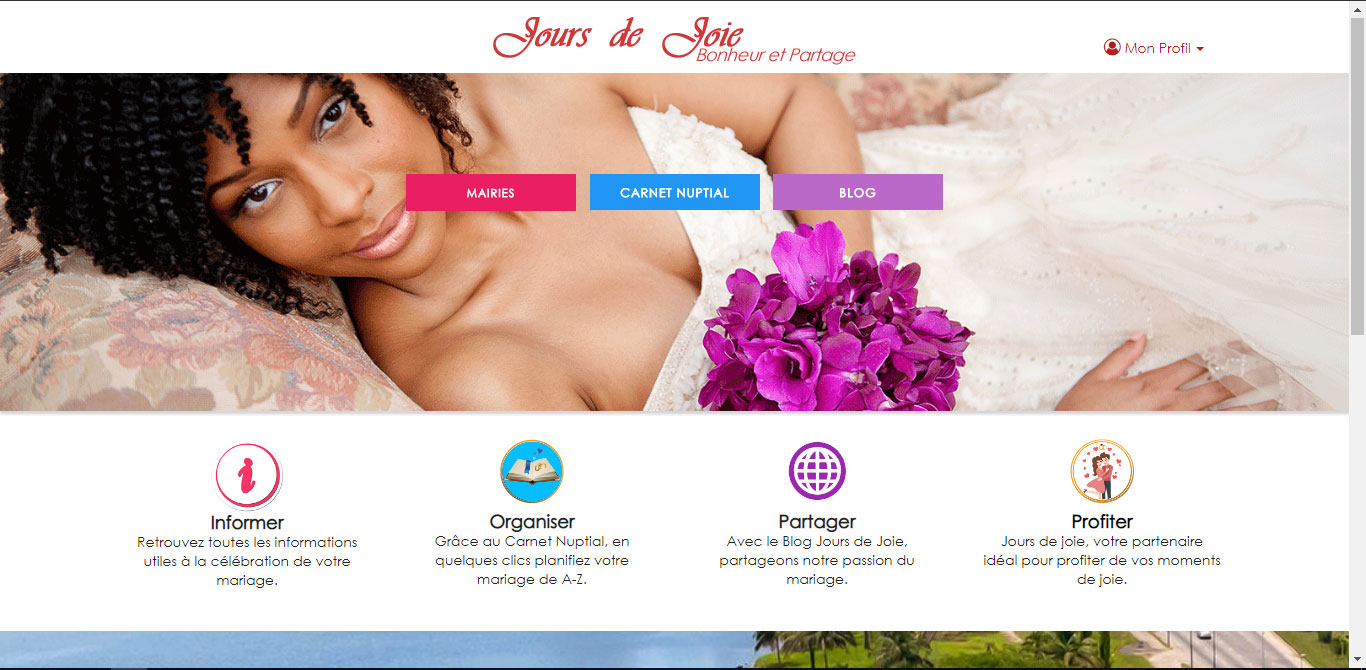 Jours de Joie
Bonheur et Partage
Mon Profil
MAIRIES
CARNET NUPTIAL
BLOG
Informer
Retrouvez toutes les informations
utiles à la célébration de votre
mariage.
Organiser
Grâce au Carnet Nuptial, en
quelques clics planifiez votre
mariage de A-Z.
Partager
Avec le Blog Jours de Joie,
partageons notre passion du
mariage.
Profiter
Jours de joie, votre partenaire
idéal pour profiter de vos moments
de joie.